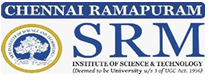 CHENNAI RAMAPURAM
SRM
INSTITUTE OF SCIENCE & TECHNOLOGY
(Deemed to be University u/s 3 of UGC Act, 1956)